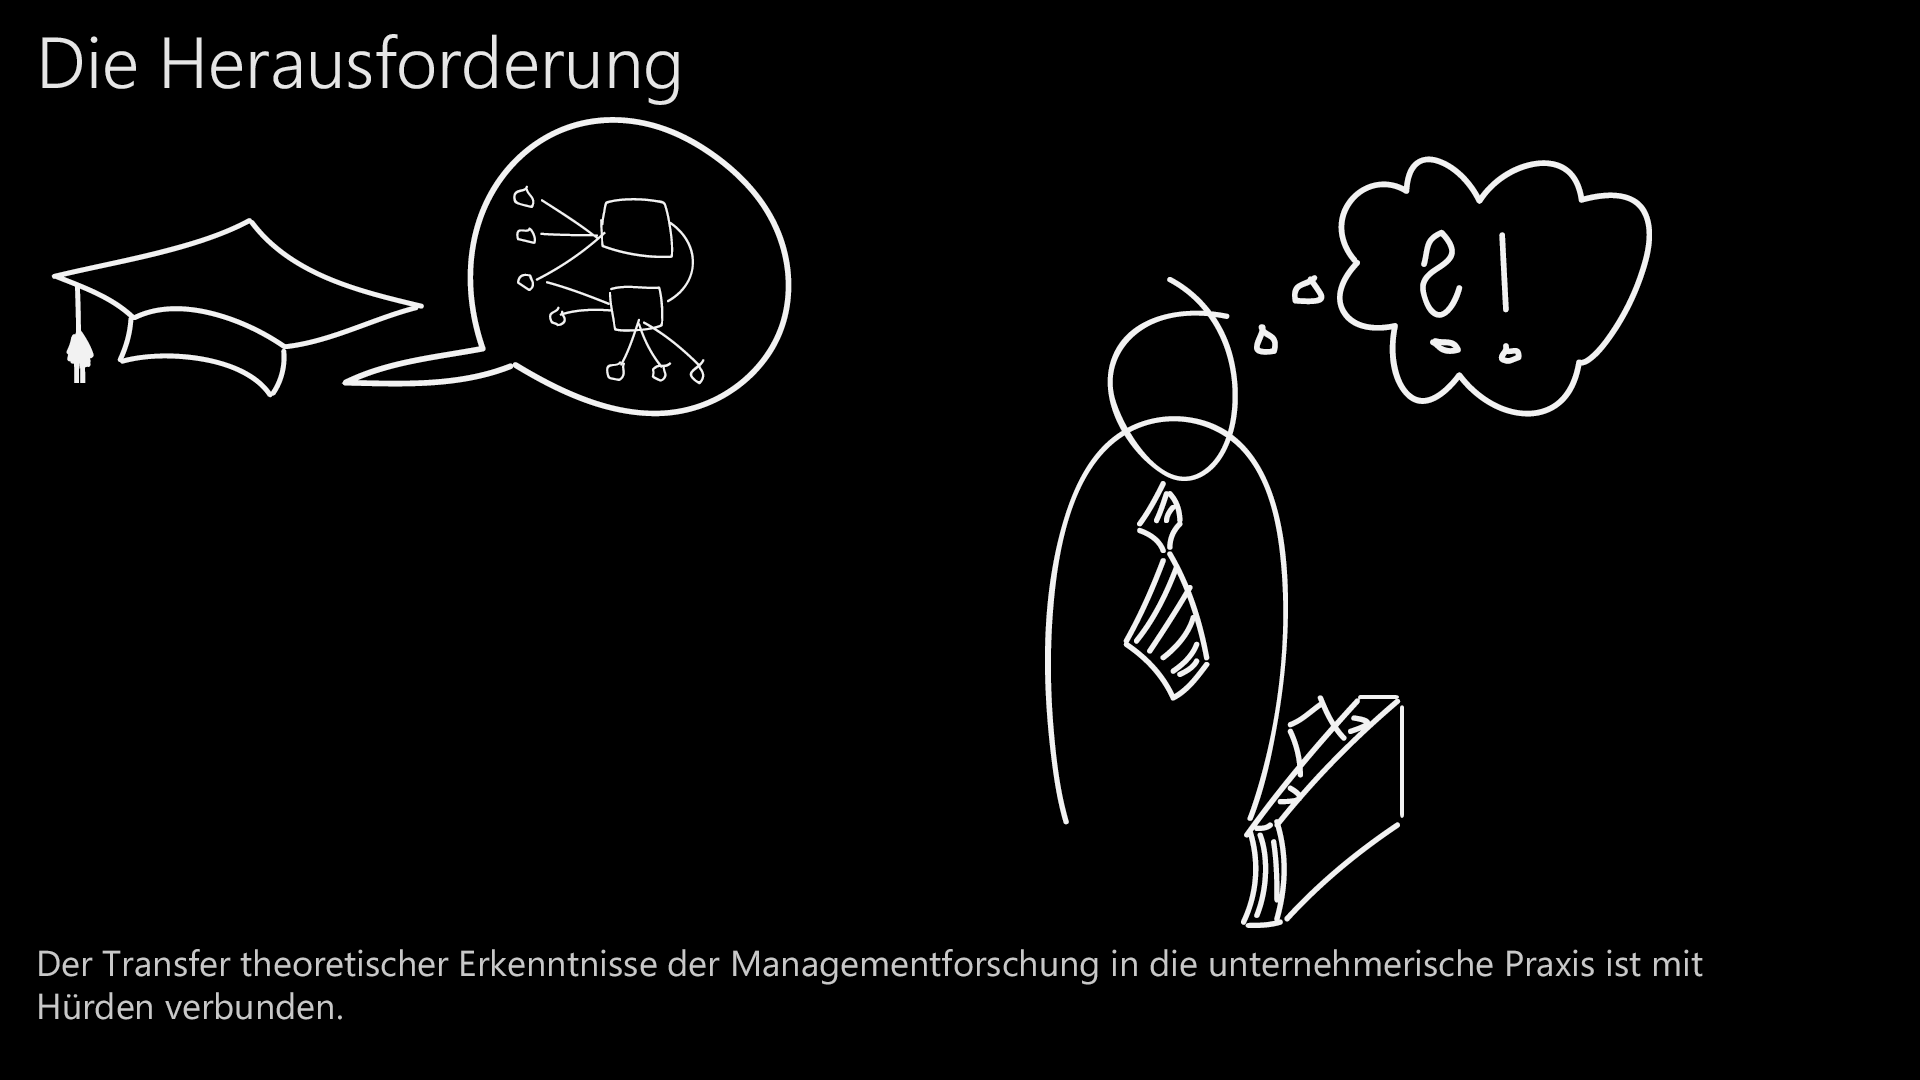 Die Herausforderung
?!
Der Transfer theoretischer Erkenntnisse der Managementforschung in die unternehmerische Praxis ist mit
Hürden verbunden.